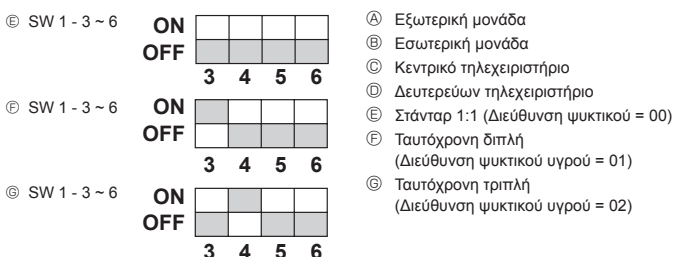 Ⓔ SW 1 - 3 ~ 6
ON
OFF
3 4 5 6
Ⓕ SW 1 - 3 ~ 6
ON
OFF
3 4 5 6
Ⓖ SW 1 - 3 ~ 6
ON
OFF
3 4 5 6
Ⓐ Εξωτερική μονάδα
Ⓑ Εσωτερική μονάδα
Ⓒ Κεντρικό τηλεχειριστήριο
Ⓓ Δευτερεύων τηλεχειριστήριο
Ⓔ Στάνταρ 1:1 (Διεύθυνση ψυκτικού = 00)
Ⓕ Ταυτόχρονη διπλή
(Διεύθυνση ψυκτικού υγρού = 01)
Ⓖ Ταυτόχρονη τριπλή
(Διεύθυνση ψυκτικού υγρού = 02)